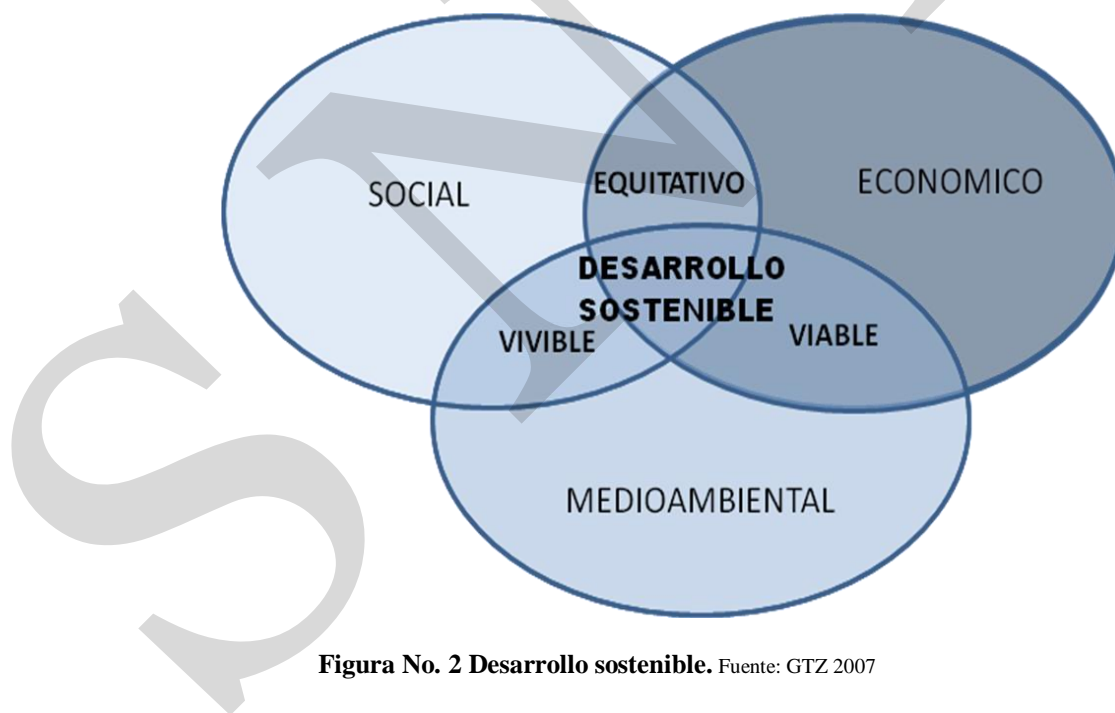 SOCIAL
EQUITATIVO
ECONOMICO
DESARROLLO
SOSTENIBLE
VIVIBLE
VIABLE
MEDIOAMBIENTAL
Figura No. 2 Desarrollo sostenible. Fuente: GTZ 2007